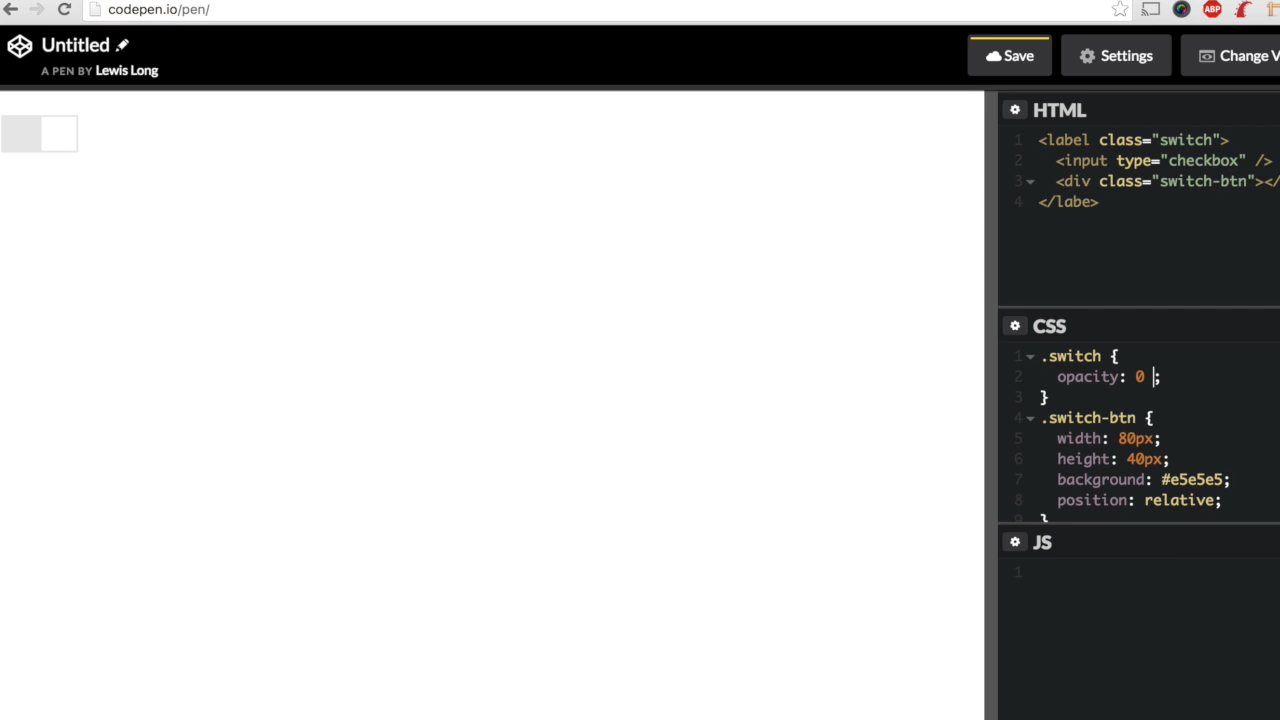 codepen.io/pen/
ABP
Untitled
A PEN BY Lewis Long
Save
Settings
Change V
HTML
1 <label class="switch">
2 <input type="checkbox" />
3 <div class="switch-btn"></
4 </labe>
CSS
1 .switch {
2 opacity: 0 ;
3 }
4 .switch-btn {
5 width: 80px;
6 height: 40px;
7 background: #e5e5e5;
8 position: relative;
9 }
JS
1